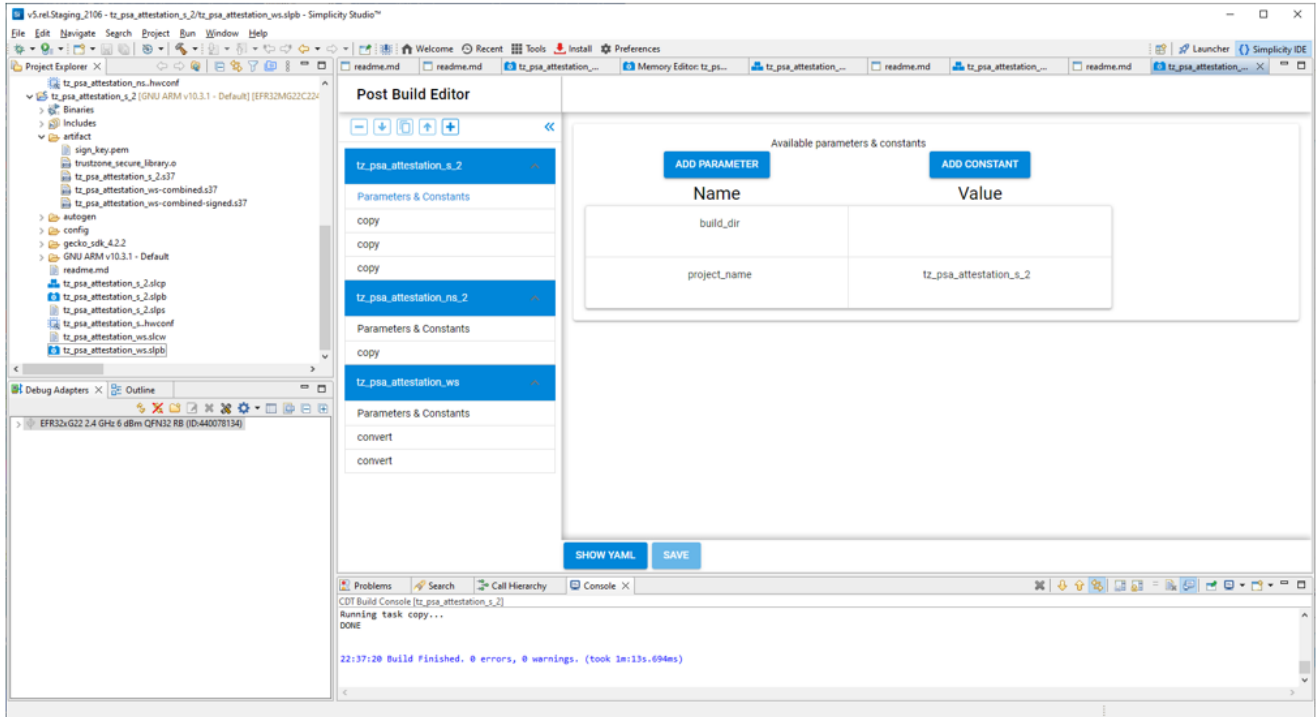 v5.rel.Staging_2106 - tz_psa_attestation_s_2/tz_psa_attestation_ws.slpb - Simplicity Studio™
File Edit Navigate Search Project Run Window Help
Welcome Recent Tools Install Preferences
Launcher {} Simplicity IDE
Project Explorer
readme.md readme.md tz_psa_attestation_... Memory Editor: tz_ps... tz_psa_attestation_... readme.md tz_psa_attestation_... readme.md tz_psa_attestation_...
tz_psa_attestation_ns..hwconf
tz_psa_attestation_s_2 [GNU ARM v10.3.1 - Default] [EFR32MG22C224
Binaries
Includes
artifact
sign_key.pem
trustzone_secure_library.o
tz_psa_attestation_s_2.s37
tz_psa_attestation_ws-combined.s37
tz_psa_attestation_ws-combined-signed.s37
autogen
config
gecko_sdk_4.2.2
GNU ARM v10.3.1 - Default
readme.md
tz_psa_attestation_s_2.slcp
tz_psa_attestation_s_2.slpb
tz_psa_attestation_s_2.slps
tz_psa_attestation_s..hwconf
tz_psa_attestation_ws.slcw
tz_psa_attestation_ws.slpb
Debug Adapters Outline
EFR32xG22 2.4 GHz 6 dBm QFN32 RB (ID:440078134)
Post Build Editor
tz_psa_attestation_s_2
Parameters & Constants
copy
copy
copy
tz_psa_attestation_ns_2
Parameters & Constants
copy
tz_psa_attestation_ws
Parameters & Constants
convert
convert
Available parameters & constants
ADD PARAMETER ADD CONSTANT
Name Value
build_dir
project_name tz_psa_attestation_s_2
SHOW YAML SAVE
Problems Search Call Hierarchy Console
CDT Build Console [tz_psa_attestation_s_2]
Running task copy...
DONE
22:37:20 Build Finished. 0 errors, 0 warnings. (took 1m:13s.694ms)